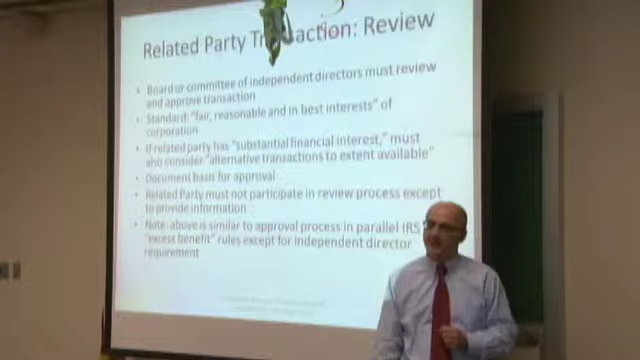 Related Party Transaction: Review
• Board or committee of independent directors must review
and approve transaction
• Standard: "fair, reasonable and in best interests" of
corporation
• If related party has "substantial financial interest," must
also consider "alternative transactions to extent available"
• Document basis for approval
• Related Party must not participate in review process except
to provide information
• Note: above is similar to approval process in parallel IRS
"excess benefit" rules except for independent director
requirement